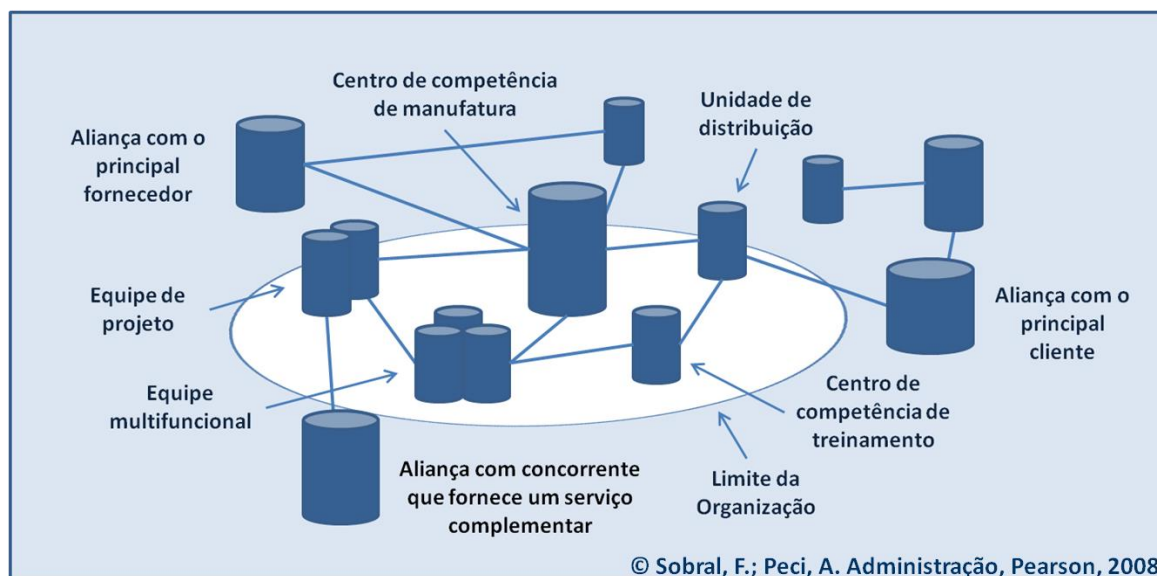 Centro de competência
de manufatura
Unidade de
distribuição
Aliança com o
principal
fornecedor
Equipe de
projeto
Aliança com o
principal
cliente
Equipe
multifuncional
Centro de
competência de
treinamento
Aliança com concorrente
que fornece um serviço
complementar
Limite da
Organização
© Sobral, F.; Peci, A. Administração, Pearson, 2008